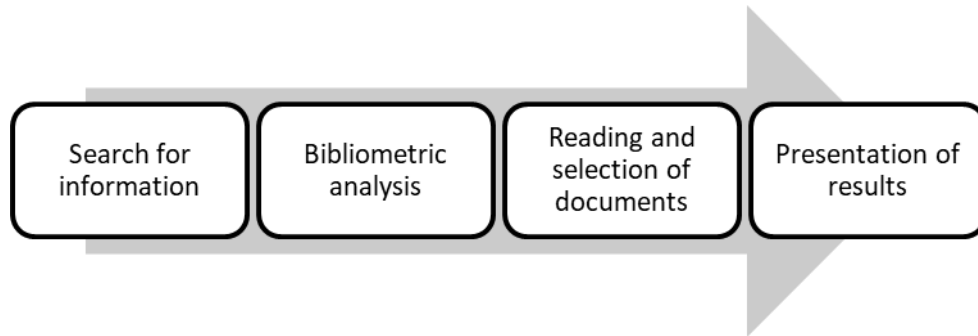 Search for
information
Bibliometric
analysis
Reading and
selection of
documents
Presentation of
results